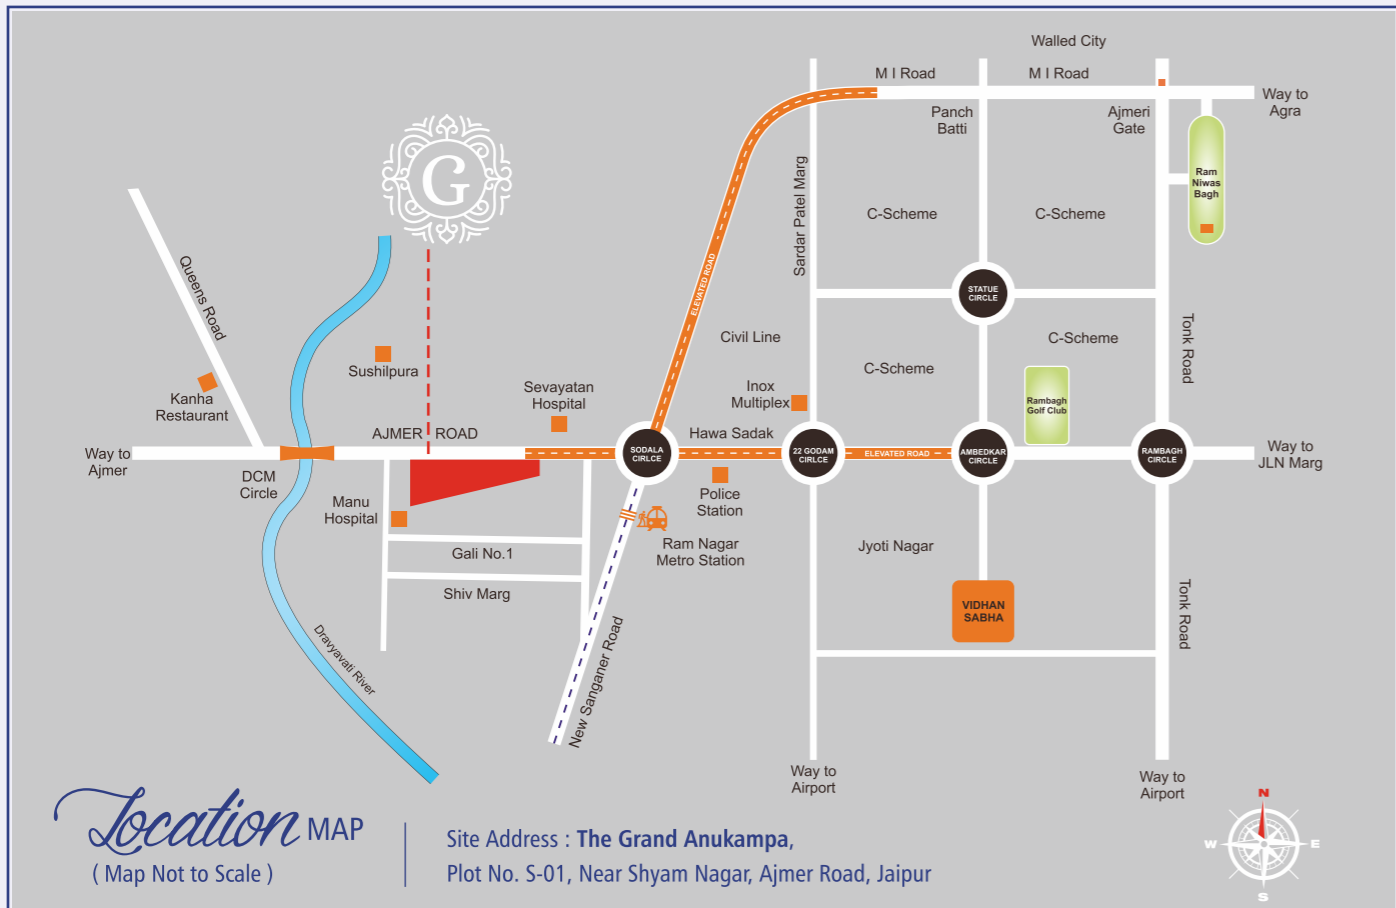 Walled City
M I Road
M I Road
Way to
Agra
Panch
Batti
Ajmeri
Gate
G
Ram
Niwas
Bagh
Sardar Patel Marg
C-Scheme
C-Scheme
Queens Road
ELEVATED ROAD
STATUE
CIRCLE
Tonk Road
Civil Line
C-Scheme
Sushilpura
C-Scheme
Kanha
Restaurant
Sevayatan
Hospital
Inox
Multiplex
Rambagh
Golf Club
AJMER ROAD
Hawa Sadak
Way to
Ajmer
SODALA
CIRLCE
22 GODAM
CIRLCE
ELEVATED ROAD
AMBEDKAR
CIRCLE
RAMBAGH
CIRCLE
Way to
JLN Marg
DCM
Circle
Manu
Hospital
Police
Station
Ram Nagar
Metro Station
Jyoti Nagar
Gali No.1
Shiv Marg
VIDHAN
SABHA
Tonk Road
Dravyavati River
New Sanganer Road
Way to
Airport
Way to
Airport
N
W E
S
Location MAP
( Map Not to Scale )
Site Address : The Grand Anukampa,
Plot No. S-01, Near Shyam Nagar, Ajmer Road, Jaipur